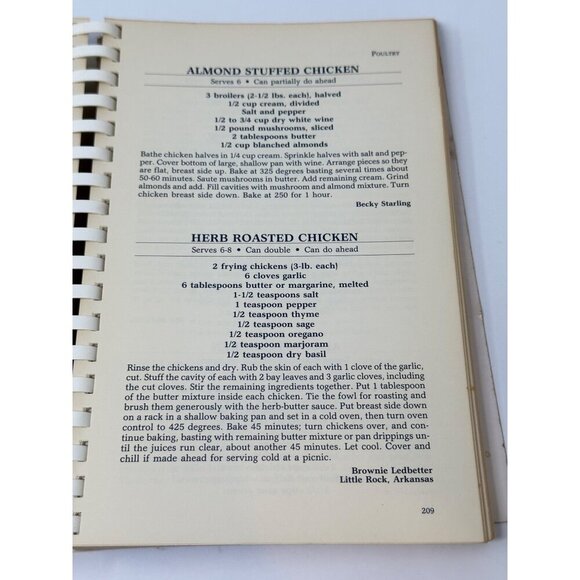 POULTRY
ALMOND STUFFED CHICKEN
Serves 6 • Can partially do ahead
3 broilers (2-1/2 lbs. each), halved
1/2 cup cream, divided
Salt and pepper
1/2 to 3/4 cup dry white wine
1/2 pound mushrooms, sliced
2 tablespoons butter
1/2 cup blanched almonds
Bathe chicken halves in 1/4 cup cream. Sprinkle halves with salt and pep-
per. Cover bottom of large, shallow pan with wine. Arrange pieces so they
are flat, breast side up. Bake at 325 degrees basting several times about
50-60 minutes. Saute mushrooms in butter. Add remaining cream. Grind
almonds and add. Fill cavities with mushroom and almond mixture. Turn
chicken breast side down. Bake at 250 for 1 hour.
Becky Starling
HERB ROASTED CHICKEN
Serves 6-8 • Can double • Can do ahead
2 frying chickens (3-lb. each)
6 cloves garlic
6 tablespoons butter or margarine, melted
1-1/2 teaspoons salt
1 teaspoon pepper
1/2 teaspoon thyme
1/2 teaspoon sage
1/2 teaspoon oregano
1/2 teaspoon marjoram
1/2 teaspoon dry basil
Rinse the chickens and dry. Rub the skin of each with 1 clove of the garlic,
cut. Stuff the cavity of each with 2 bay leaves and 3 garlic cloves, including
the cut cloves. Stir the remaining ingredients together. Put 1 tablespoon
of the butter mixture inside each chicken. Tie the fowl for roasting and
brush them generously with the herb-butter sauce. Put breast side down
on a rack in a shallow baking pan and set in a cold oven, then turn oven
control to 425 degrees. Bake 45 minutes; turn chickens over, and con-
tinue baking, basting with remaining butter mixture or pan drippings un-
til the juices run clear, about another 45 minutes. Let cool. Cover and
chill if made ahead for serving cold at a picnic.
Brownie Ledbetter
Little Rock, Arkansas
209